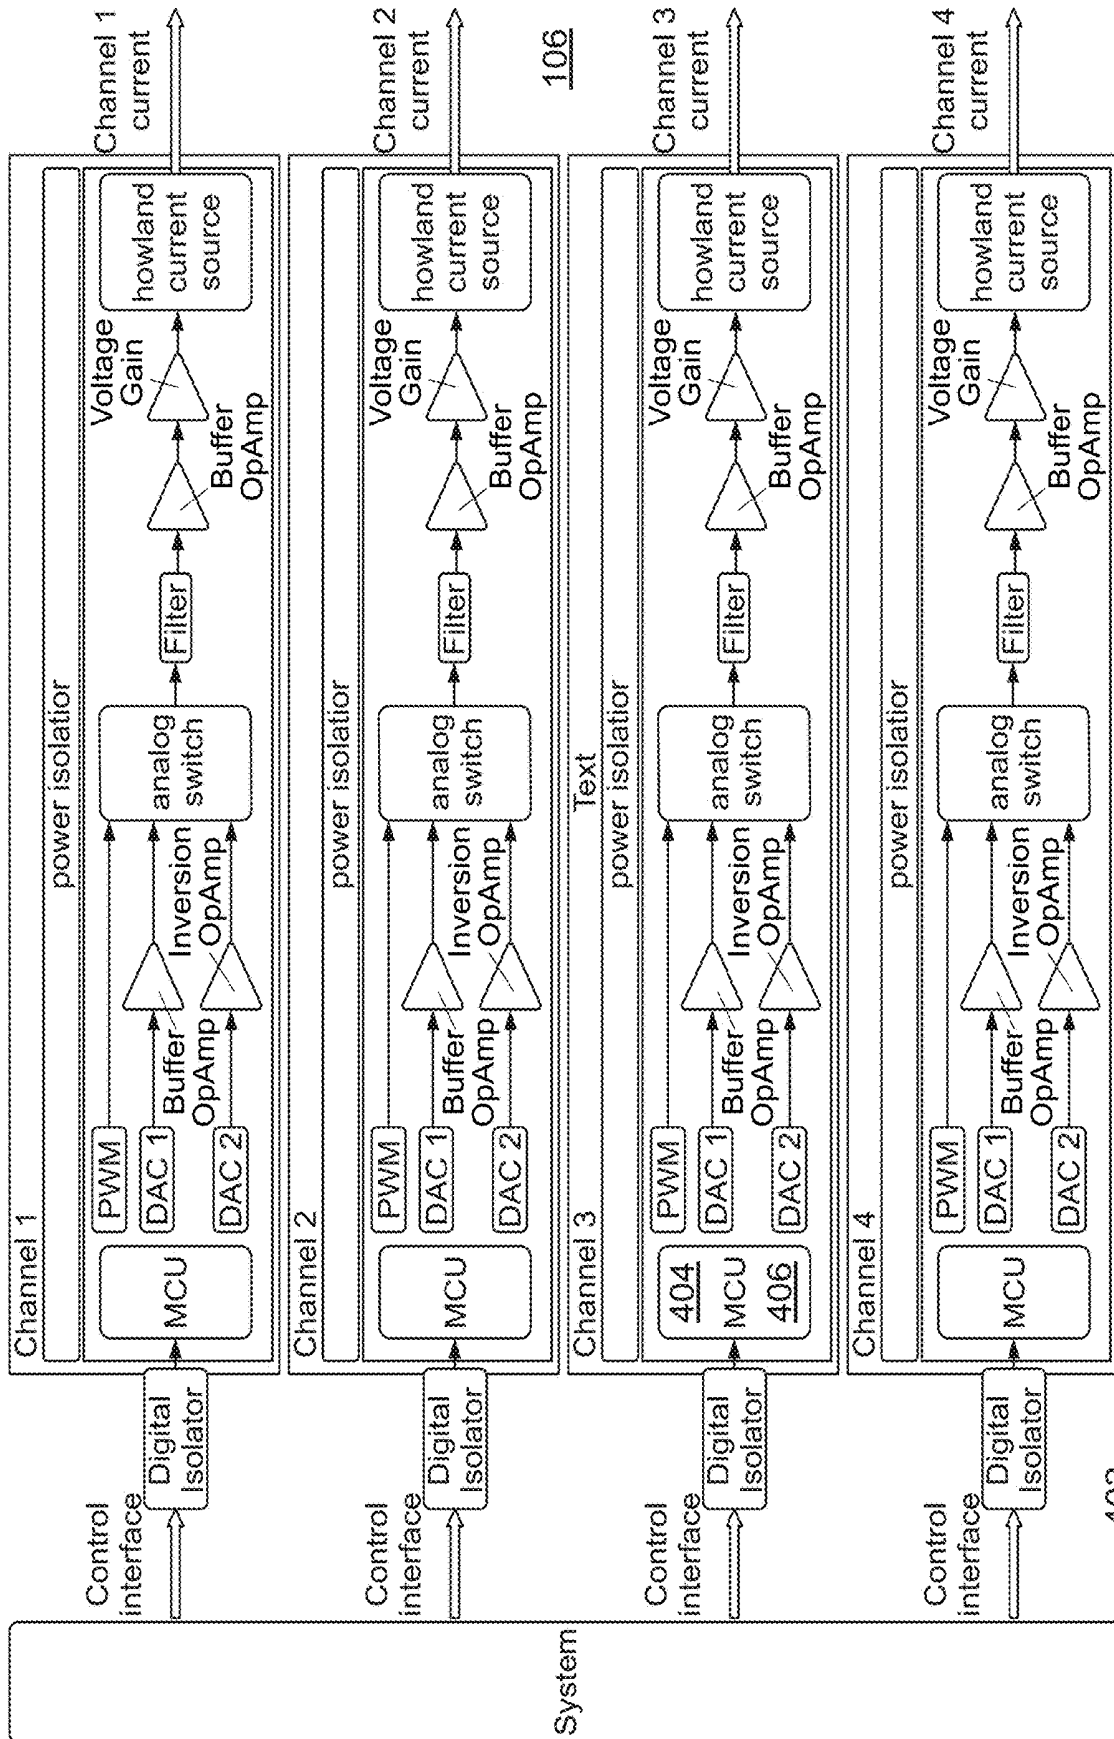 System
Control
interface
Digital
Isolator
Channel 1
power isolatior
MCU
PWM
DAC 1
DAC 2
Buffer
OpAmp
Inversion
OpAmp
analog
switch
Filter
Buffer
OpAmp
Voltage
Gain
howland
current
source
Channel 1
current
Control
interface
Digital
Isolator
Channel 2
power isolatior
MCU
PWM
DAC 1
DAC 2
Buffer
OpAmp
Inversion
OpAmp
analog
switch
Filter
Buffer
OpAmp
Voltage
Gain
howland
current
source
Channel 2
current
106
Control
interface
Digital
Isolator
Channel 3
Text
power isolatior
404
MCU
406
PWM
DAC 1
DAC 2
Buffer
OpAmp
Inversion
OpAmp
analog
switch
Filter
Buffer
OpAmp
Voltage
Gain
howland
current
source
Channel 3
current
Control
interface
Digital
Isolator
Channel 4
power isolatior
MCU
PWM
DAC 1
DAC 2
Buffer
OpAmp
Inversion
OpAmp
analog
switch
Filter
Buffer
OpAmp
Voltage
Gain
howland
current
source
Channel 4
current